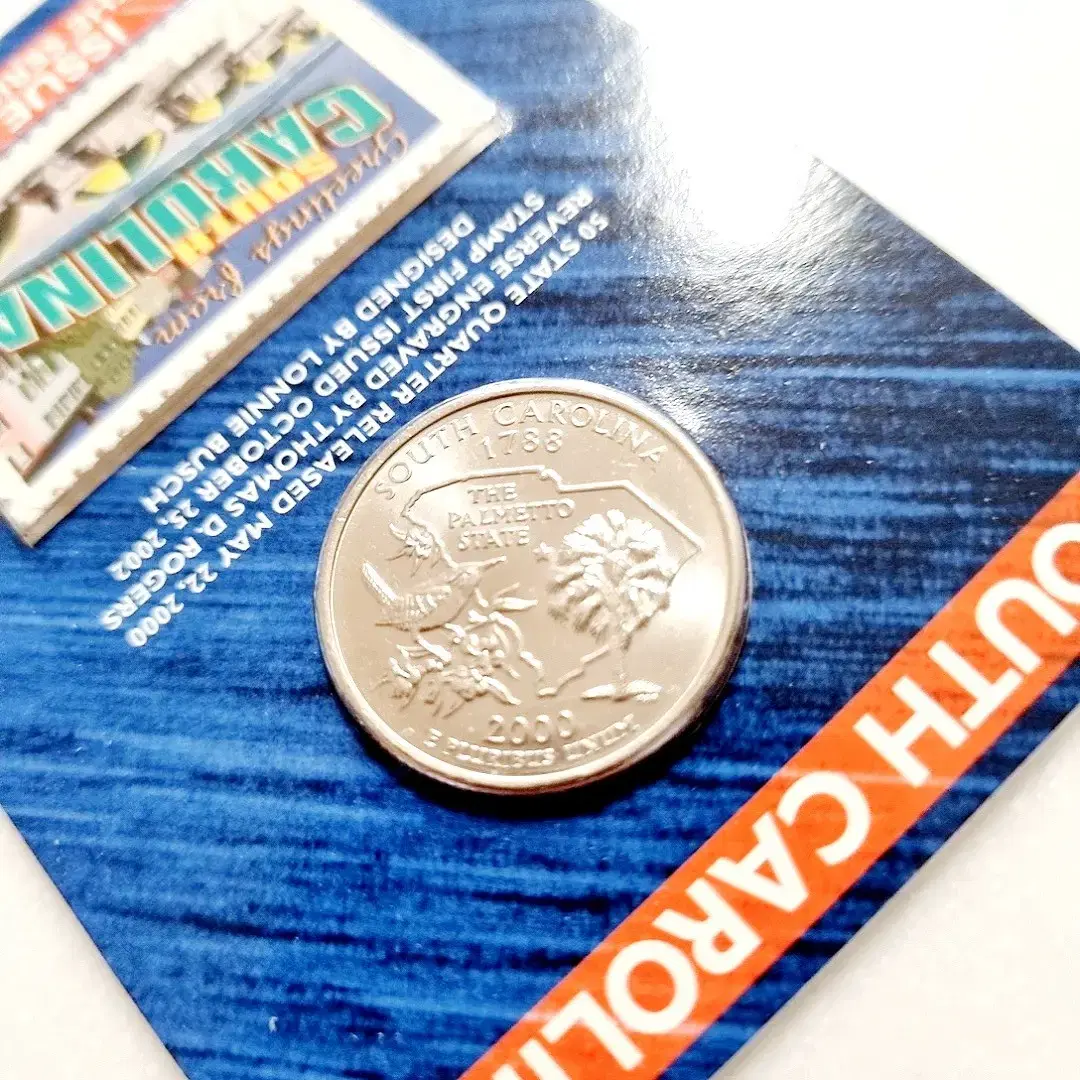 ISSUE
Greetings from
SOUTH
CAROLINA
50 STATE QUARTER RELEASED MAY 22, 2000
REVERSE ENGRAVED BY THOMAS D. ROGERS
STAMP FIRST ISSUED OCTOBER 25, 2002
DESIGNED BY LONNIE BUSCH
SOUTH CAROLINA
1788
THE
PALMETTO
STATE
2000
E PLURIBUS UNUM
OUTH CAROLI